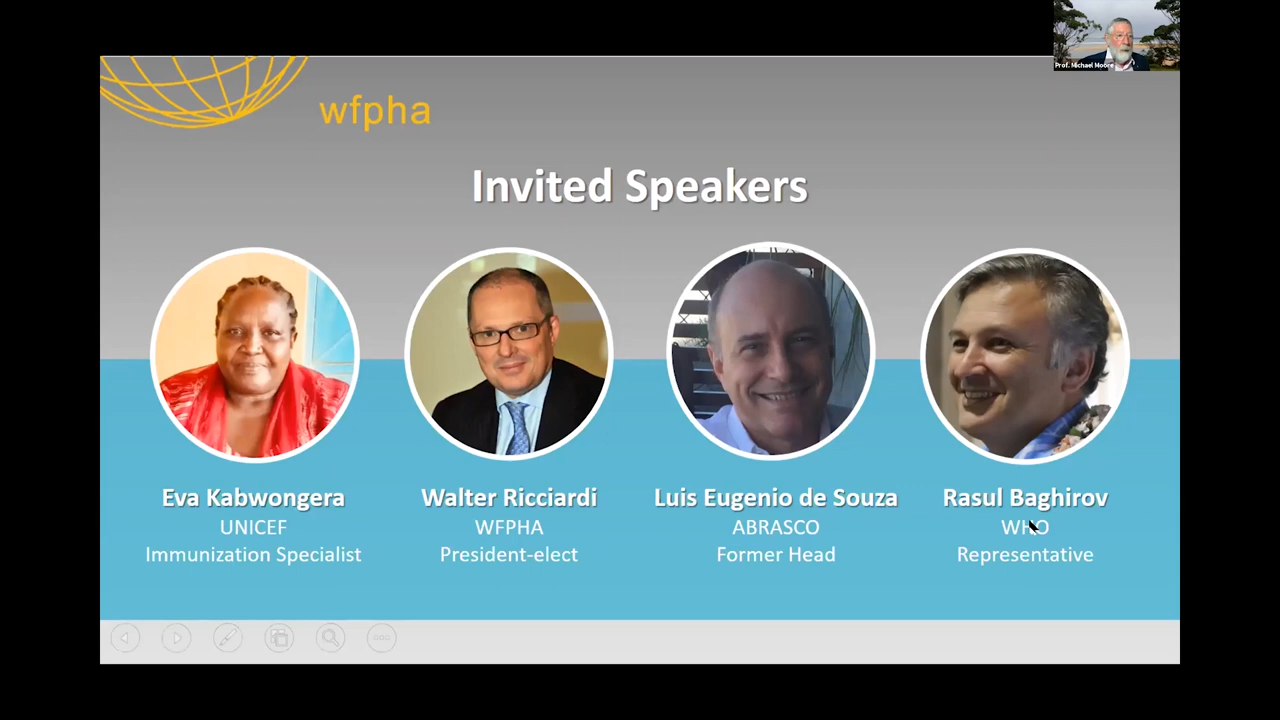 Prof. Michael Moore
wfpha
Invited Speakers
Eva Kabwongera
UNICEF
Immunization Specialist
Walter Ricciardi
WFPHA
President-elect
Luis Eugenio de Souza
ABRASCO
Former Head
Rasul Baghirov
WHO
Representative